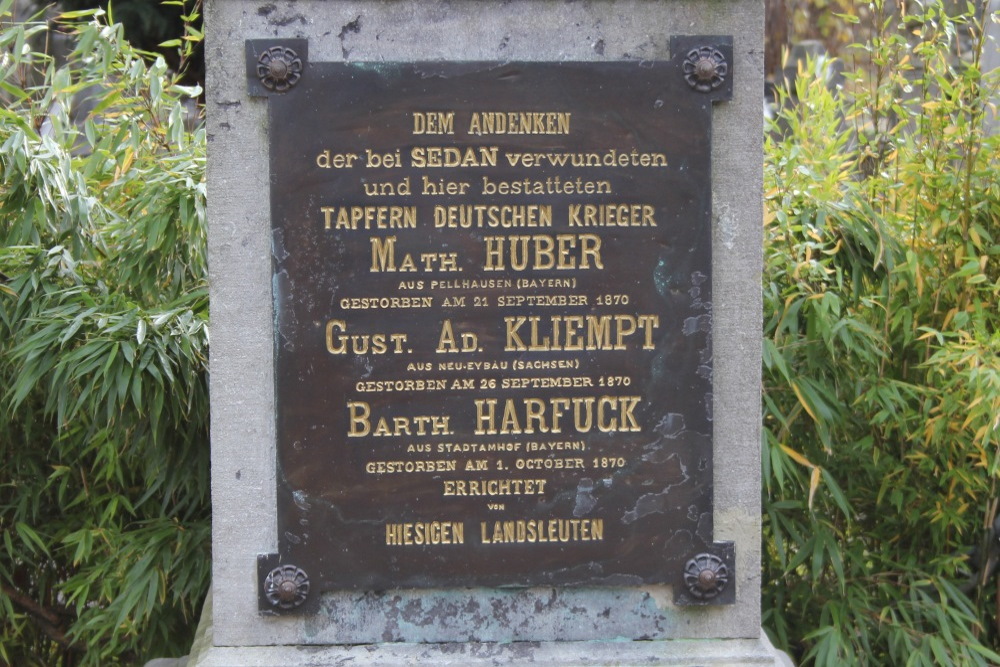 DEM ANDENKEN
der bei SEDAN verwundeten
und hier bestatteten
TAPFERN DEUTSCHEN KRIEGER
MATH. HUBER
AUS PELLHAUSEN (BAYERN)
GESTORBEN AM 21 SEPTEMBER 1870
GUST. AD. KLIEMPT
AUS NEU-EYBAU (SACHSEN)
GESTORBEN AM 26 SEPTEMBER 1870
BARTH. HARFUCK
AUS STADTAMHOF (BAYERN)
GESTORBEN AM 1. OCTOBER 1870
ERRICHTET
VON
HIESIGEN LANDSLEUTEN